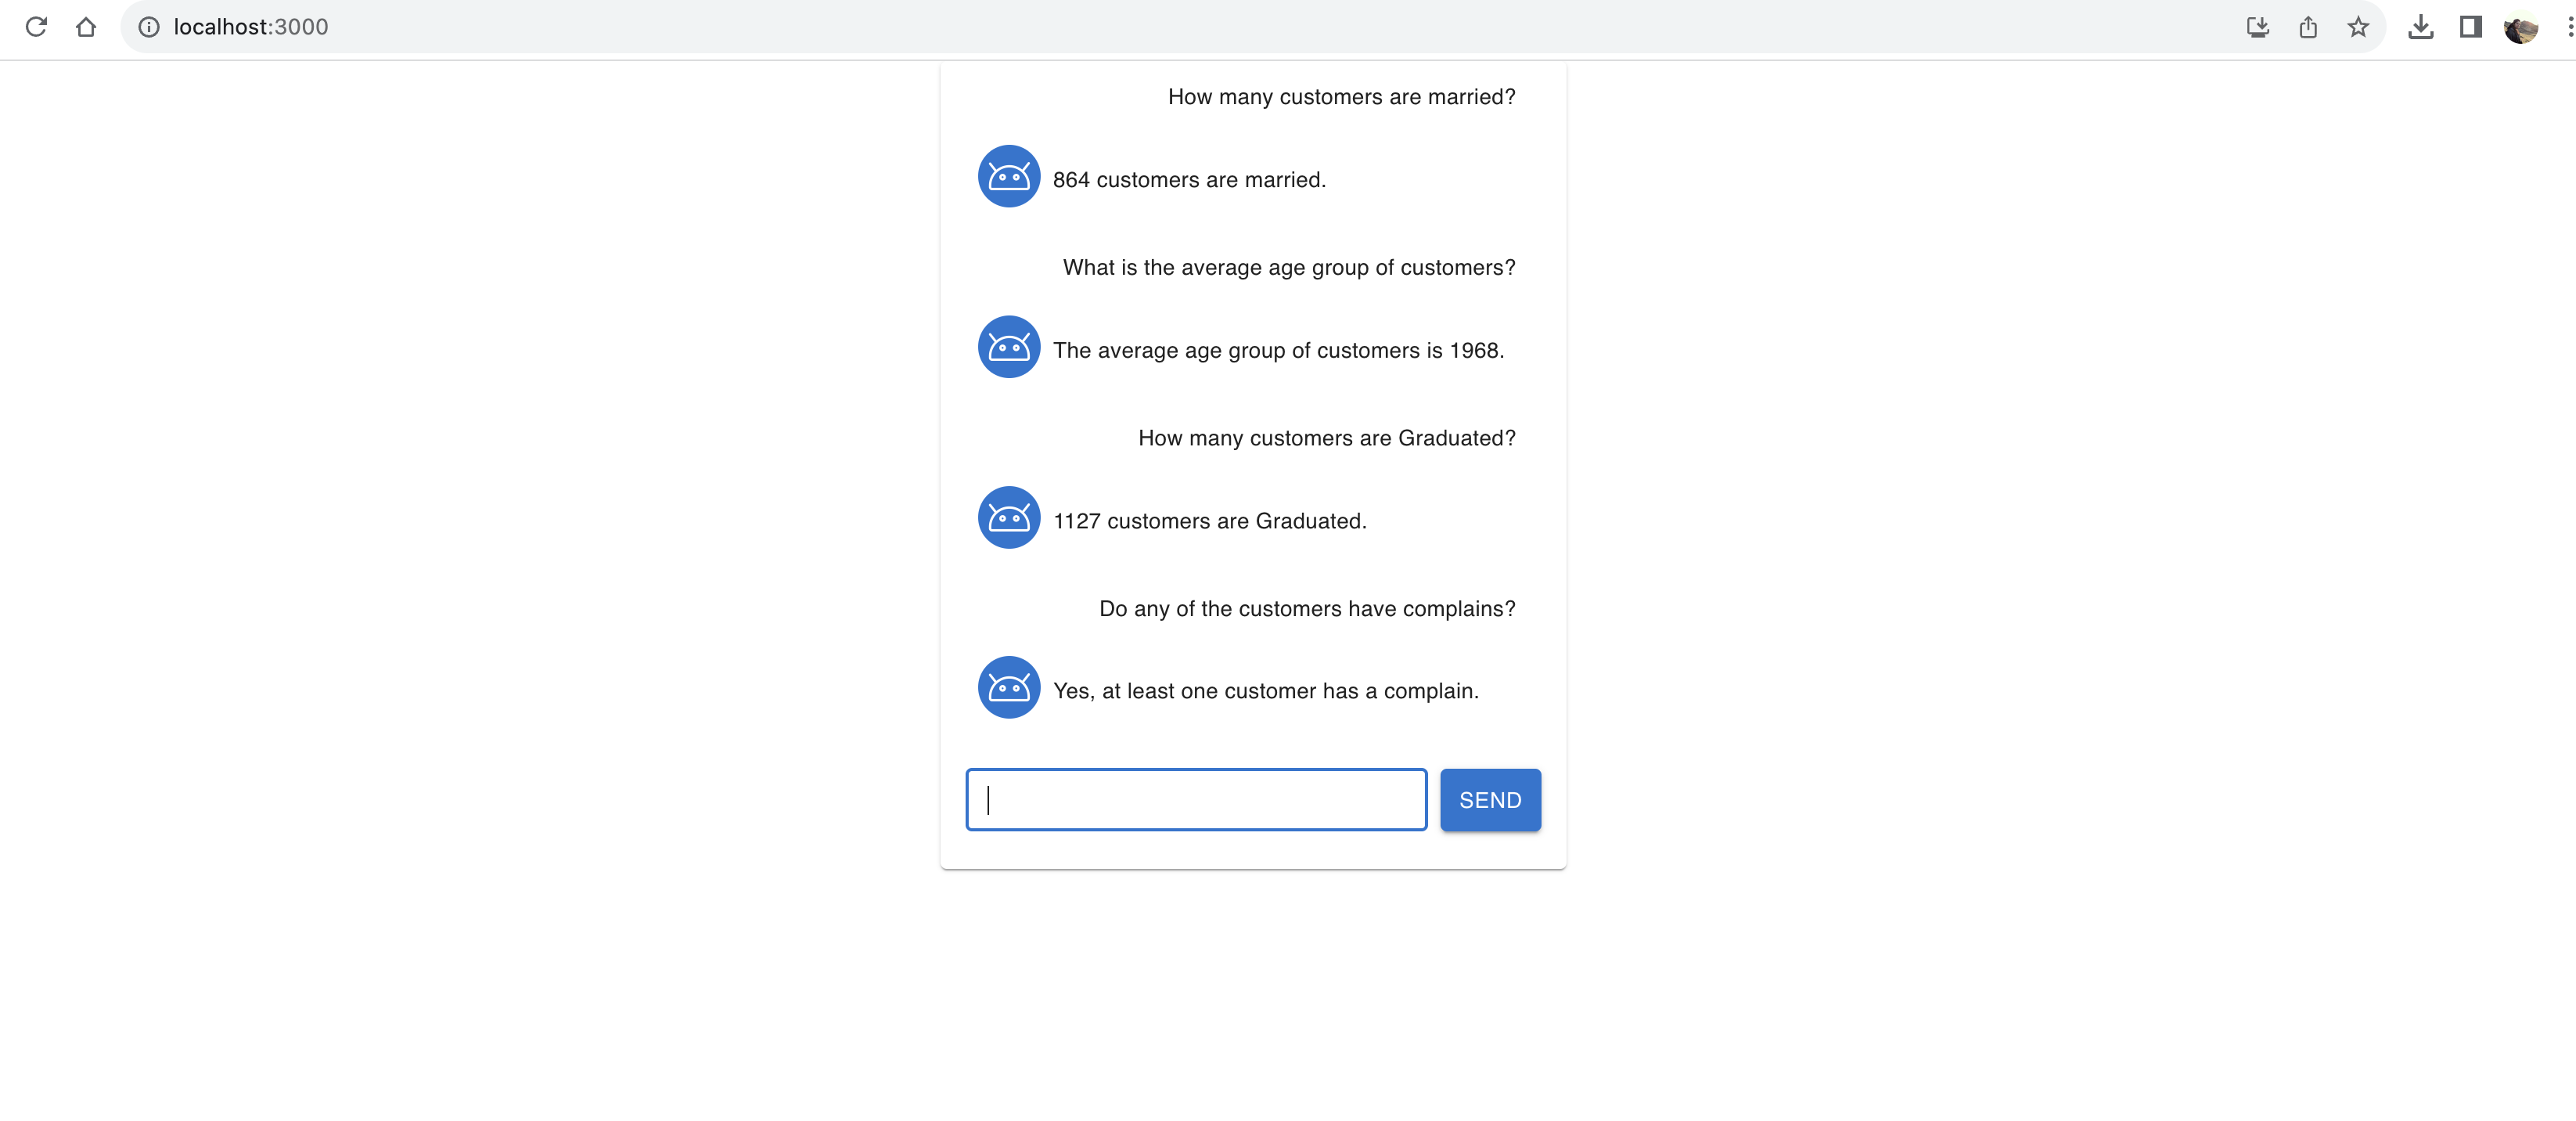 localhost:3000
How many customers are married?
864 customers are married.
What is the average age group of customers?
The average age group of customers is 1968.
How many customers are Graduated?
1127 customers are Graduated.
Do any of the customers have complains?
Yes, at least one customer has a complain.
SEND